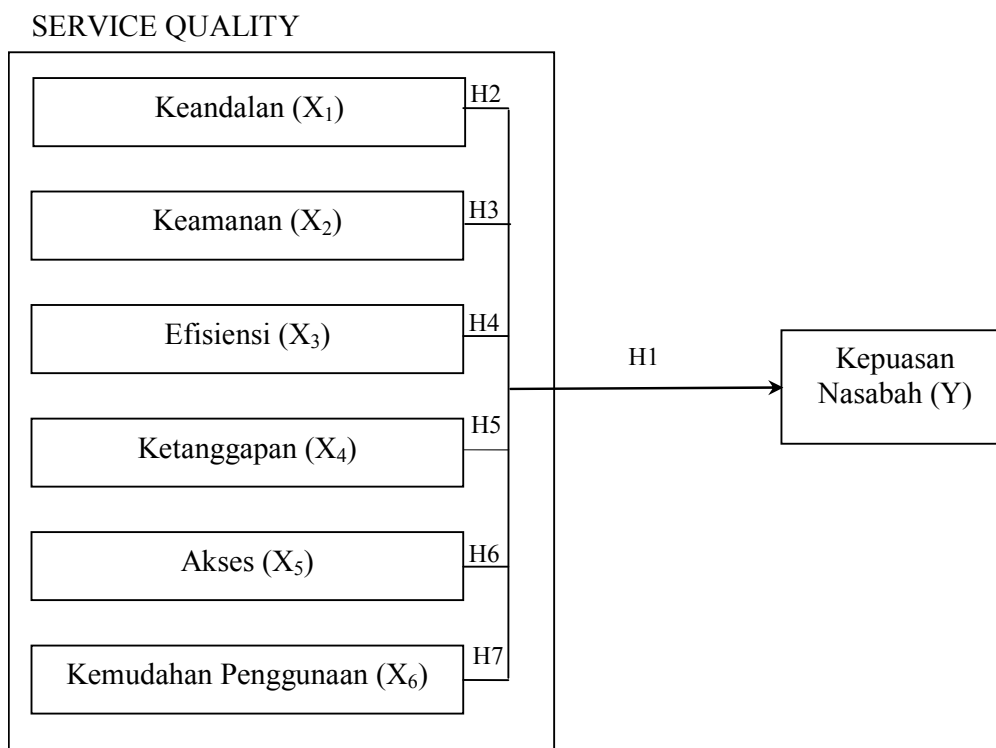 SERVICE QUALITY
Keandalan (X₁)
H2
Keamanan (X₂)
H3
Efisiensi (X₃)
H4
H1
Kepuasan
Nasabah (Y)
Ketanggapan (X₄)
H5
Akses (X₅)
H6
Kemudahan Penggunaan (X₆)
H7